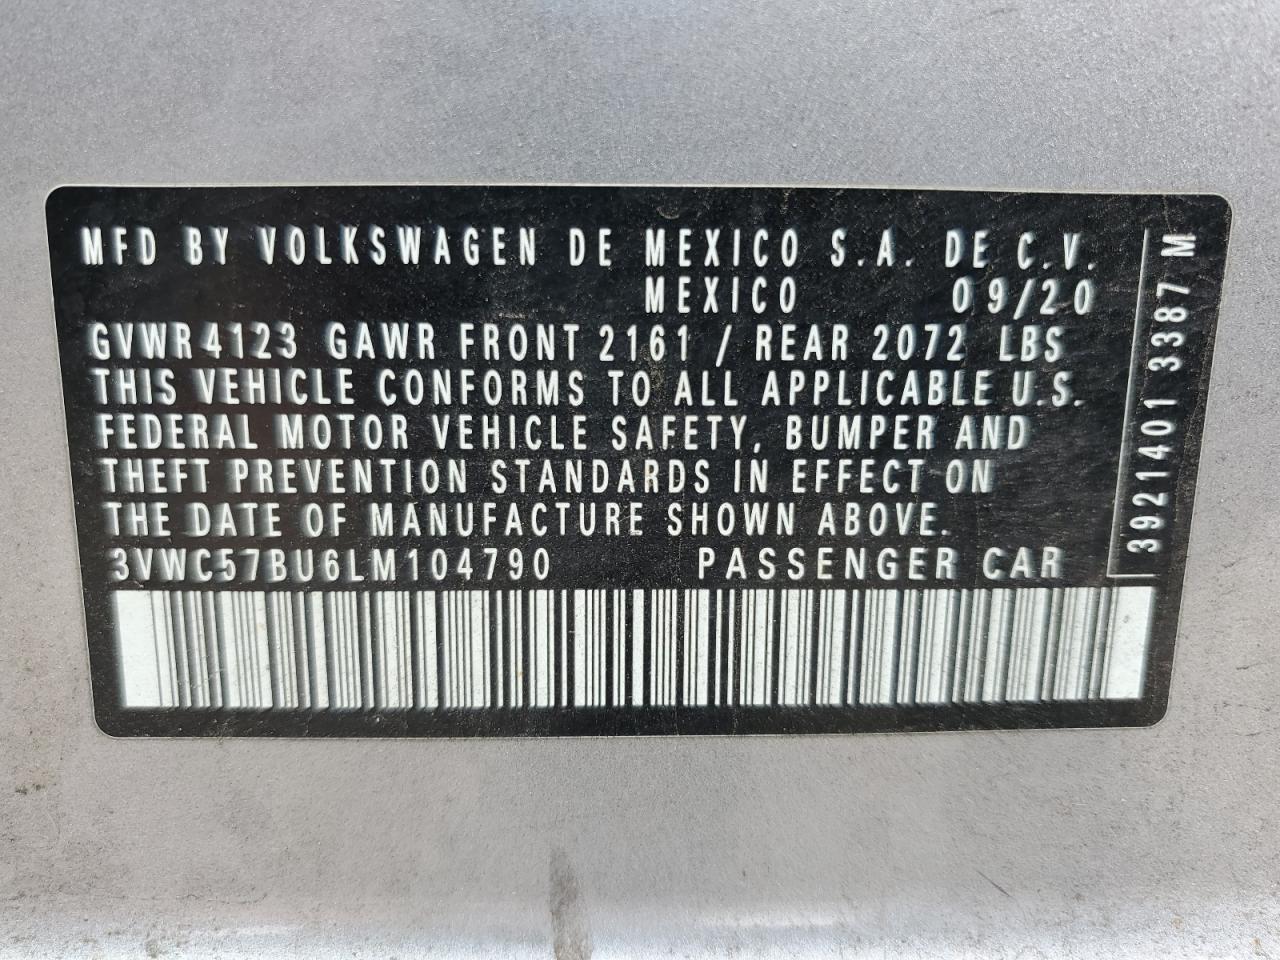 MFD BY VOLKSWAGEN DE MEXICO S.A. DE C.V.
MEXICO 09/20
GVWR 4123 GAWR FRONT 2161 / REAR 2072 LBS
THIS VEHICLE CONFORMS TO ALL APPLICABLE U.S.
FEDERAL MOTOR VEHICLE SAFETY, BUMPER AND
THEFT PREVENTION STANDARDS IN EFFECT ON
THE DATE OF MANUFACTURE SHOWN ABOVE.
3VWC57BU6LM104790 PASSENGER CAR
3921401 3387 M